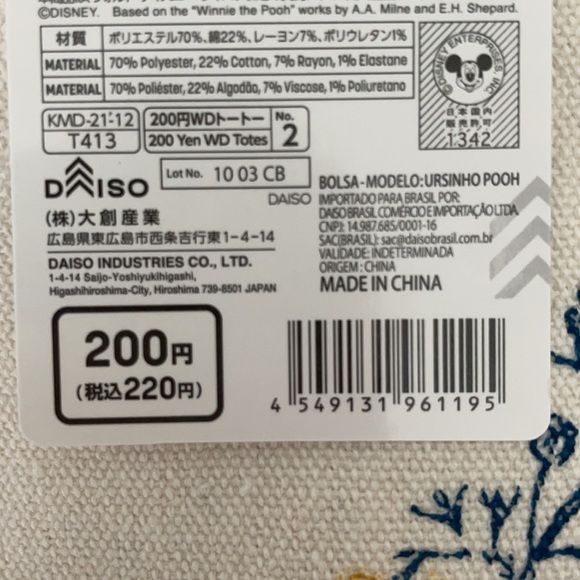 ©DISNEY. Based on the "Winnie the Pooh" works by A.A. Milne and E.H. Shepard.
材質 ポリエステル70%、綿22%、レーヨン7%、ポリウレタン1%
MATERIAL 70% Polyester, 22% Cotton, 7% Rayon, 1% Elastane
MATERIAL 70% Poliéster, 22% Algodão, 7% Viscose, 1% Poliuretano
© DISNEY ENTERPRISES, INC.
日本国内
販売許可
1342
KMD-21-12
T413
200円WDトートー
200 Yen WD Totes
No.
2
DAISO
Lot No. 10 03 CB
DAISO
(株)大創産業
広島県東広島市西条吉行東1-4-14
DAISO INDUSTRIES CO., LTD.
1-4-14 Saijo-Yoshiyukihigashi,
Higashihiroshima-City, Hiroshima 739-8501 JAPAN
BOLSA-MODELO:URSINHO POOH
IMPORTADO PARA BRASIL POR:
DAISO BRASIL COMÉRCIO E IMPORTAÇÃO LTDA.
CNPJ: 14.987.685/0001-16
SAC(BRASIL): sac@daisobrasil.com.br
VALIDADE: INDETERMINADA
ORIGEM: CHINA
MADE IN CHINA
200円
(税込220円)
4 549131 961195